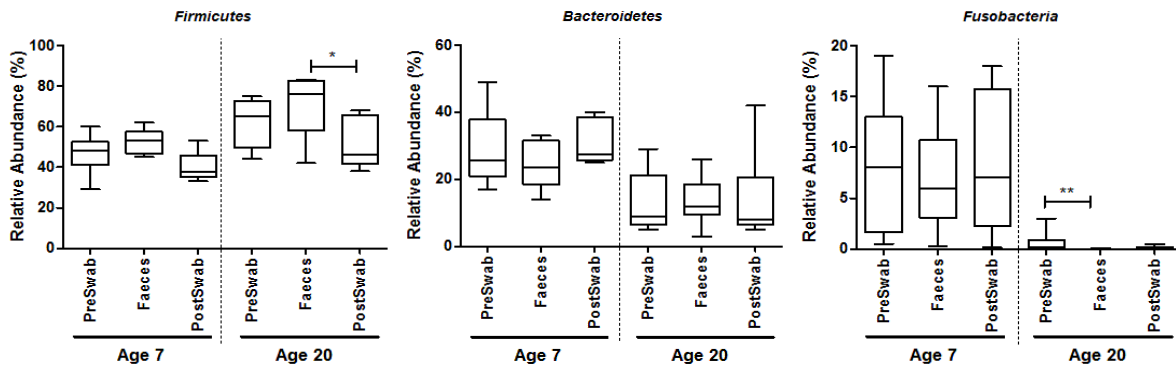 Firmicutes
Relative Abundance (%)
100
80
60
40
20
0
*
PreSwab
Faeces
PostSwab
PreSwab
Faeces
PostSwab
Age 7
Age 20
Bacteroidetes
Relative Abundance (%)
60
40
20
0
PreSwab
Faeces
PostSwab
PreSwab
Faeces
PostSwab
Age 7
Age 20
Fusobacteria
Relative Abundance (%)
20
15
10
5
0
**
PreSwab
Faeces
PostSwab
PreSwab
Faeces
PostSwab
Age 7
Age 20